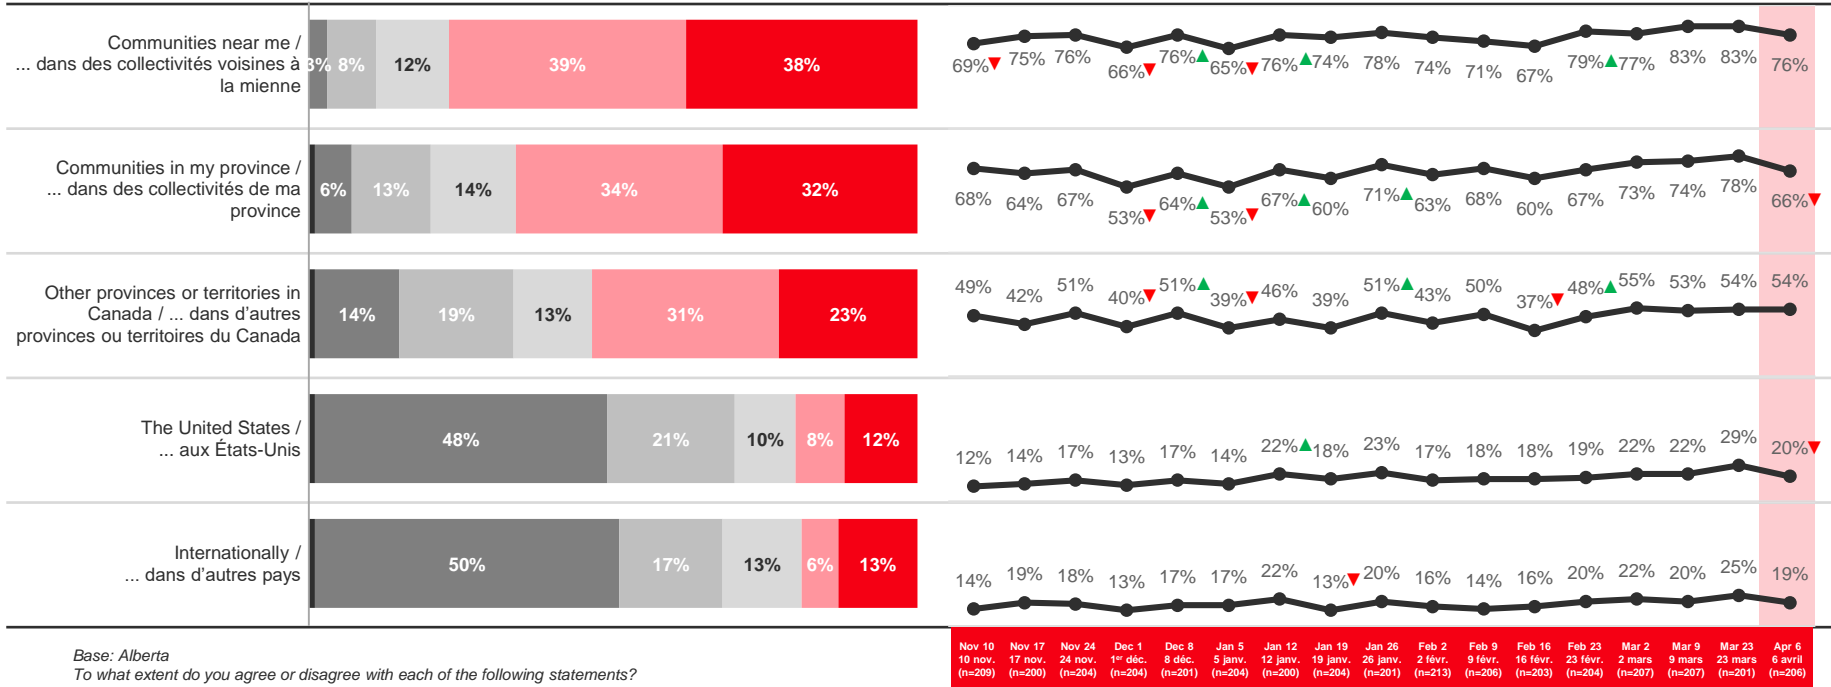 Communities near me /
... dans des collectivités voisines à
la mienne
3% 8% 12% 39% 38%
69% 75% 76% 66% 76% 65% 76% 74% 78% 74% 71% 67% 79% 77% 83% 83% 76%
Communities in my province /
... dans des collectivités de ma
province
6% 13% 14% 34% 32%
68% 64% 67% 53% 64% 53% 67% 60% 71% 63% 68% 60% 67% 73% 74% 78% 66%
Other provinces or territories in
Canada / ... dans d'autres
provinces ou territoires du Canada
14% 19% 13% 31% 23%
49% 42% 51% 40% 51% 39% 46% 39% 51% 43% 50% 37% 48% 55% 53% 54% 54%
The United States /
... aux États-Unis
48% 21% 10% 8% 12%
12% 14% 17% 13% 17% 14% 22% 18% 23% 17% 18% 18% 19% 22% 22% 29% 20%
Internationally /
... dans d'autres pays
50% 17% 13% 6% 13%
14% 19% 18% 13% 17% 17% 22% 13% 20% 16% 14% 16% 20% 22% 20% 25% 19%
Nov 10 Nov 17 Nov 24 Dec 1 Dec 8 Jan 5 Jan 12 Jan 19 Jan 26 Feb 2 Feb 9 Feb 16 Feb 23 Mar 2 Mar 9 Mar 23 Apr 6
10 nov. 17 nov. 24 nov. 1er déc. 8 déc. 5 janv. 12 janv. 19 janv. 26 janv. 2 févr. 9 févr. 16 févr. 23 févr. 2 mars 9 mars 23 mars 6 avril
(n=209) (n=200) (n=204) (n=204) (n=201) (n=204) (n=200) (n=204) (n=201) (n=213) (n=206) (n=203) (n=204) (n=207) (n=207) (n=201) (n=206)
Base: Alberta
To what extent do you agree or disagree with each of the following statements?